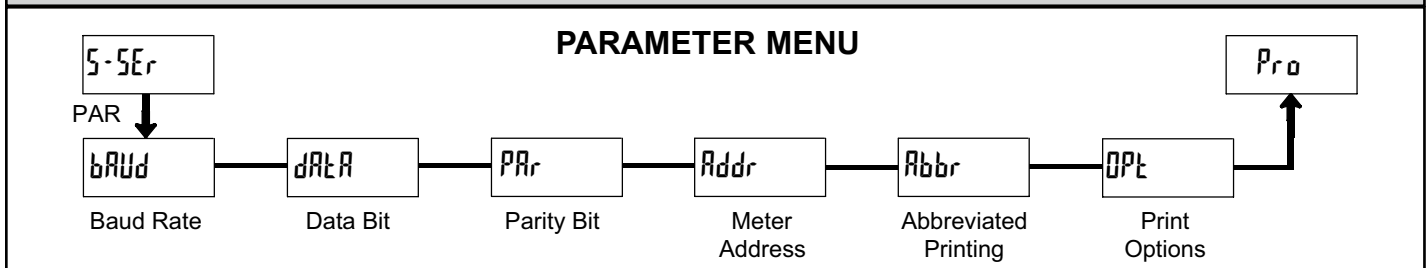 PARAMETER MENU
5-SEr
Pro
PAR
bAUd
dAtA
PAr
Addr
Abbr
OPt
Baud Rate
Data Bit
Parity Bit
Meter
Address
Abbreviated
Printing
Print
Options